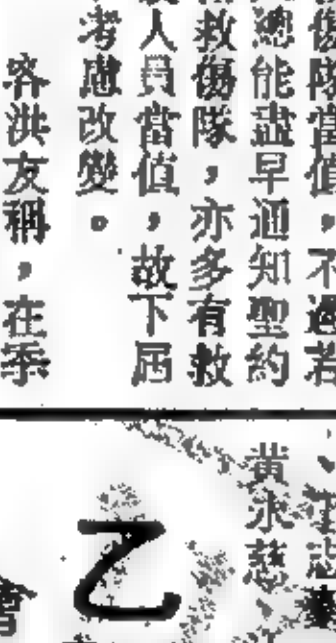 傷隊當值，不過若
總能盡早通知聖約
救傷隊，亦多有救
人員當值，故下屆
考慮改變。
容洪友稱，在季
黃永慈
乙
會